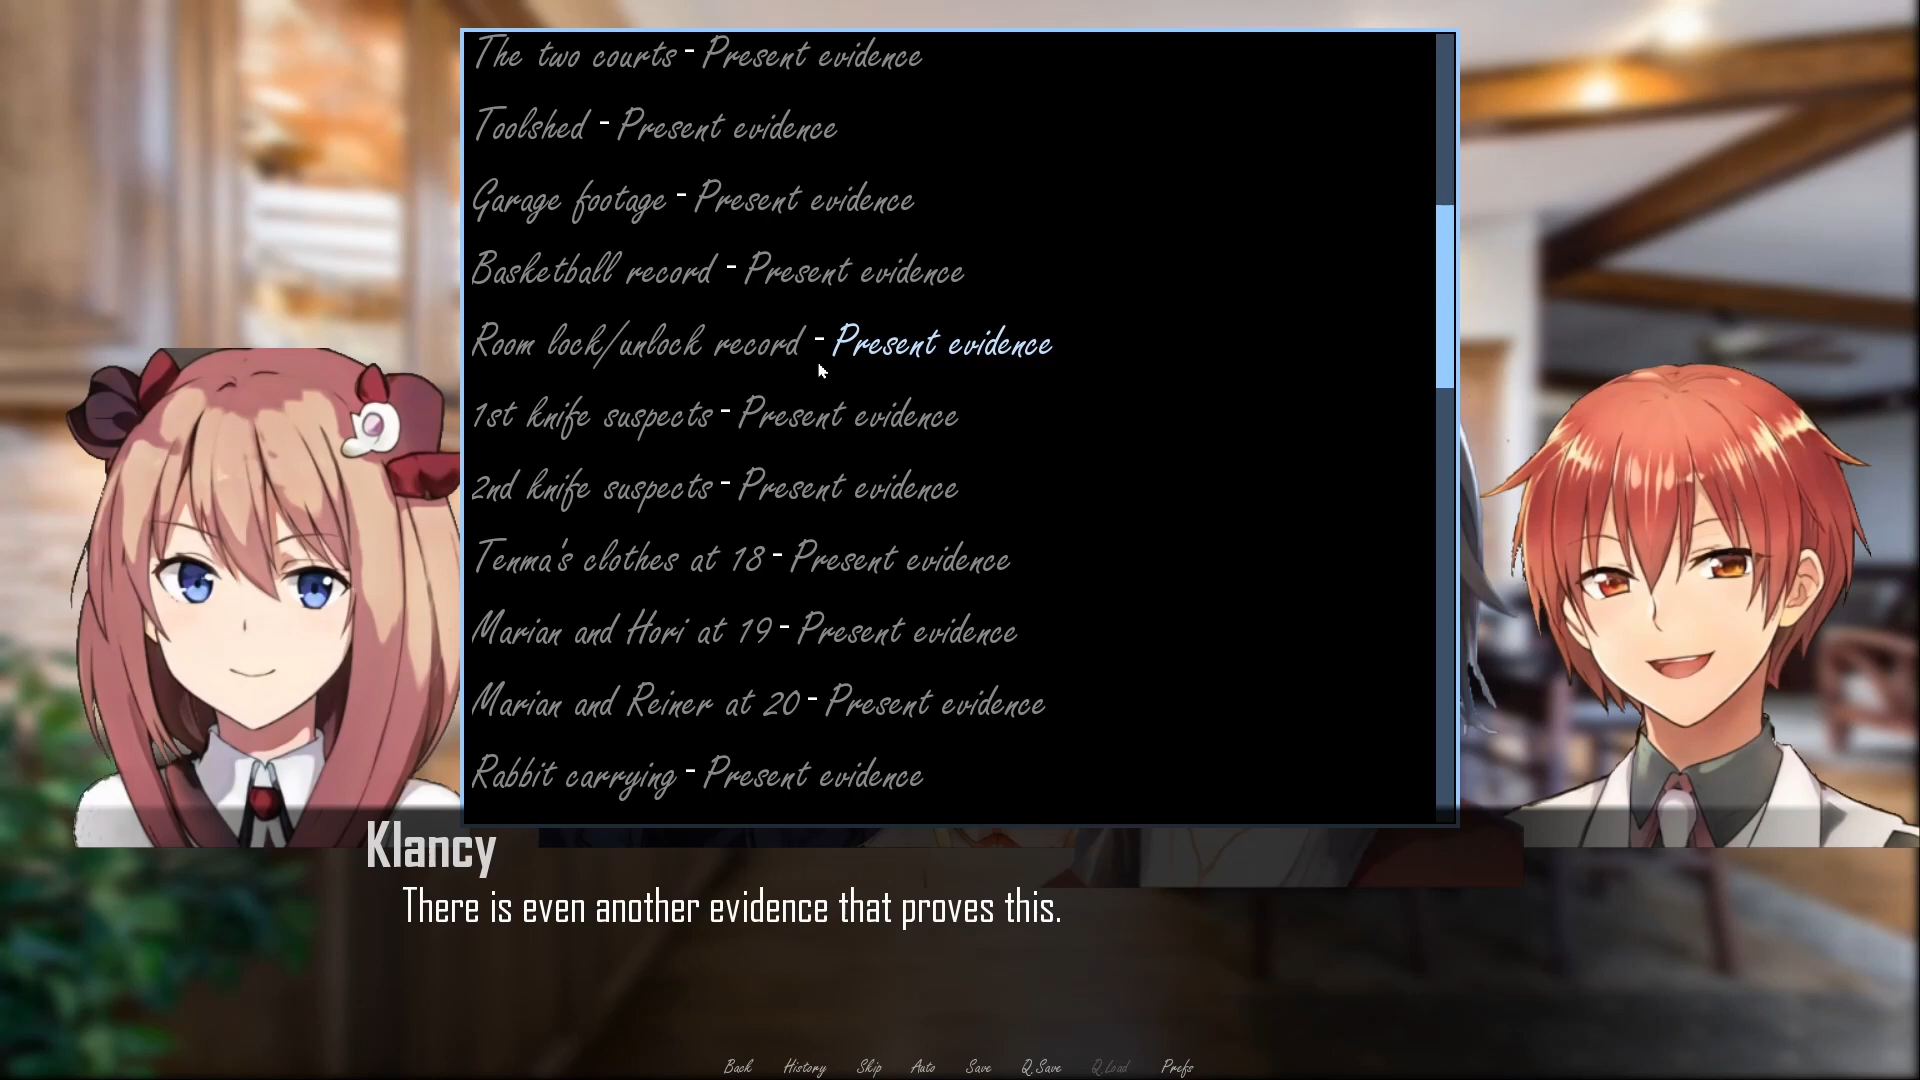 The two courts - Present evidence
Toolshed - Present evidence
Garage footage - Present evidence
Basketball record - Present evidence
Room lock/unlock record - Present evidence
1st knife suspects - Present evidence
2nd knife suspects - Present evidence
Tenma's clothes at 18 - Present evidence
Marian and Hori at 19 - Present evidence
Marian and Reiner at 20 - Present evidence
Rabbit carrying - Present evidence
Klancy
There is even another evidence that proves this.
Back History Skip Auto Save Q.Save Q.Load Prefs